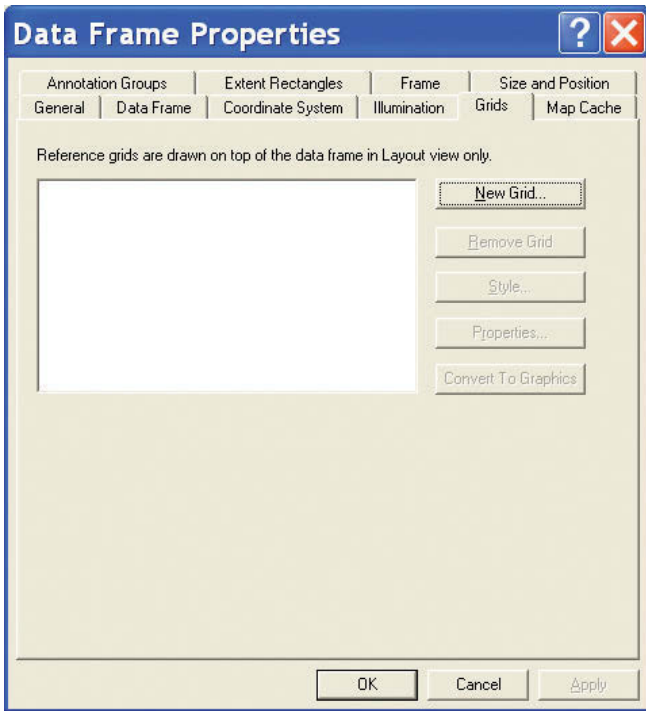 Data Frame Properties
Annotation Groups Extent Rectangles Frame Size and Position
General Data Frame Coordinate System Illumination Grids Map Cache
Reference grids are drawn on top of the data frame in Layout view only.
New Grid...
Remove Grid
Style...
Properties...
Convert To Graphics
OK Cancel Apply